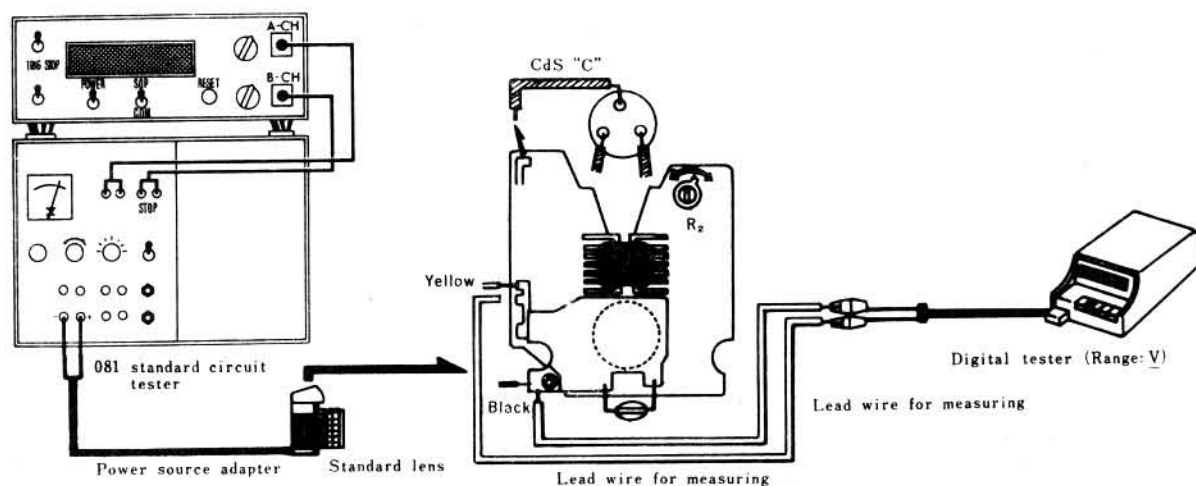 A-CH
TRIG STOP
POWER
RESET
B-CH
COM
STOP
CdS "C"
R₂
Yellow
Black
081 standard circuit
tester
Power source adapter
Standard lens
Digital tester (Range: V)
Lead wire for measuring
Lead wire for measuring